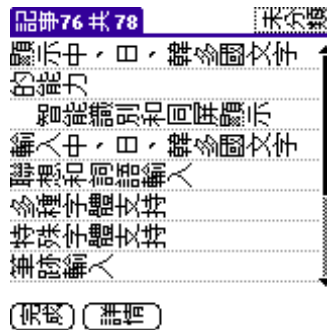 記事76 共 78
未分類
顯示中，日，韓多國文字
的能力
智能識別和同屏顯示
輸入中，日，韓多國文字
聯想和詞語輸入
多種字體支持
特殊字體支持
筆跡輸入
完成 詳情